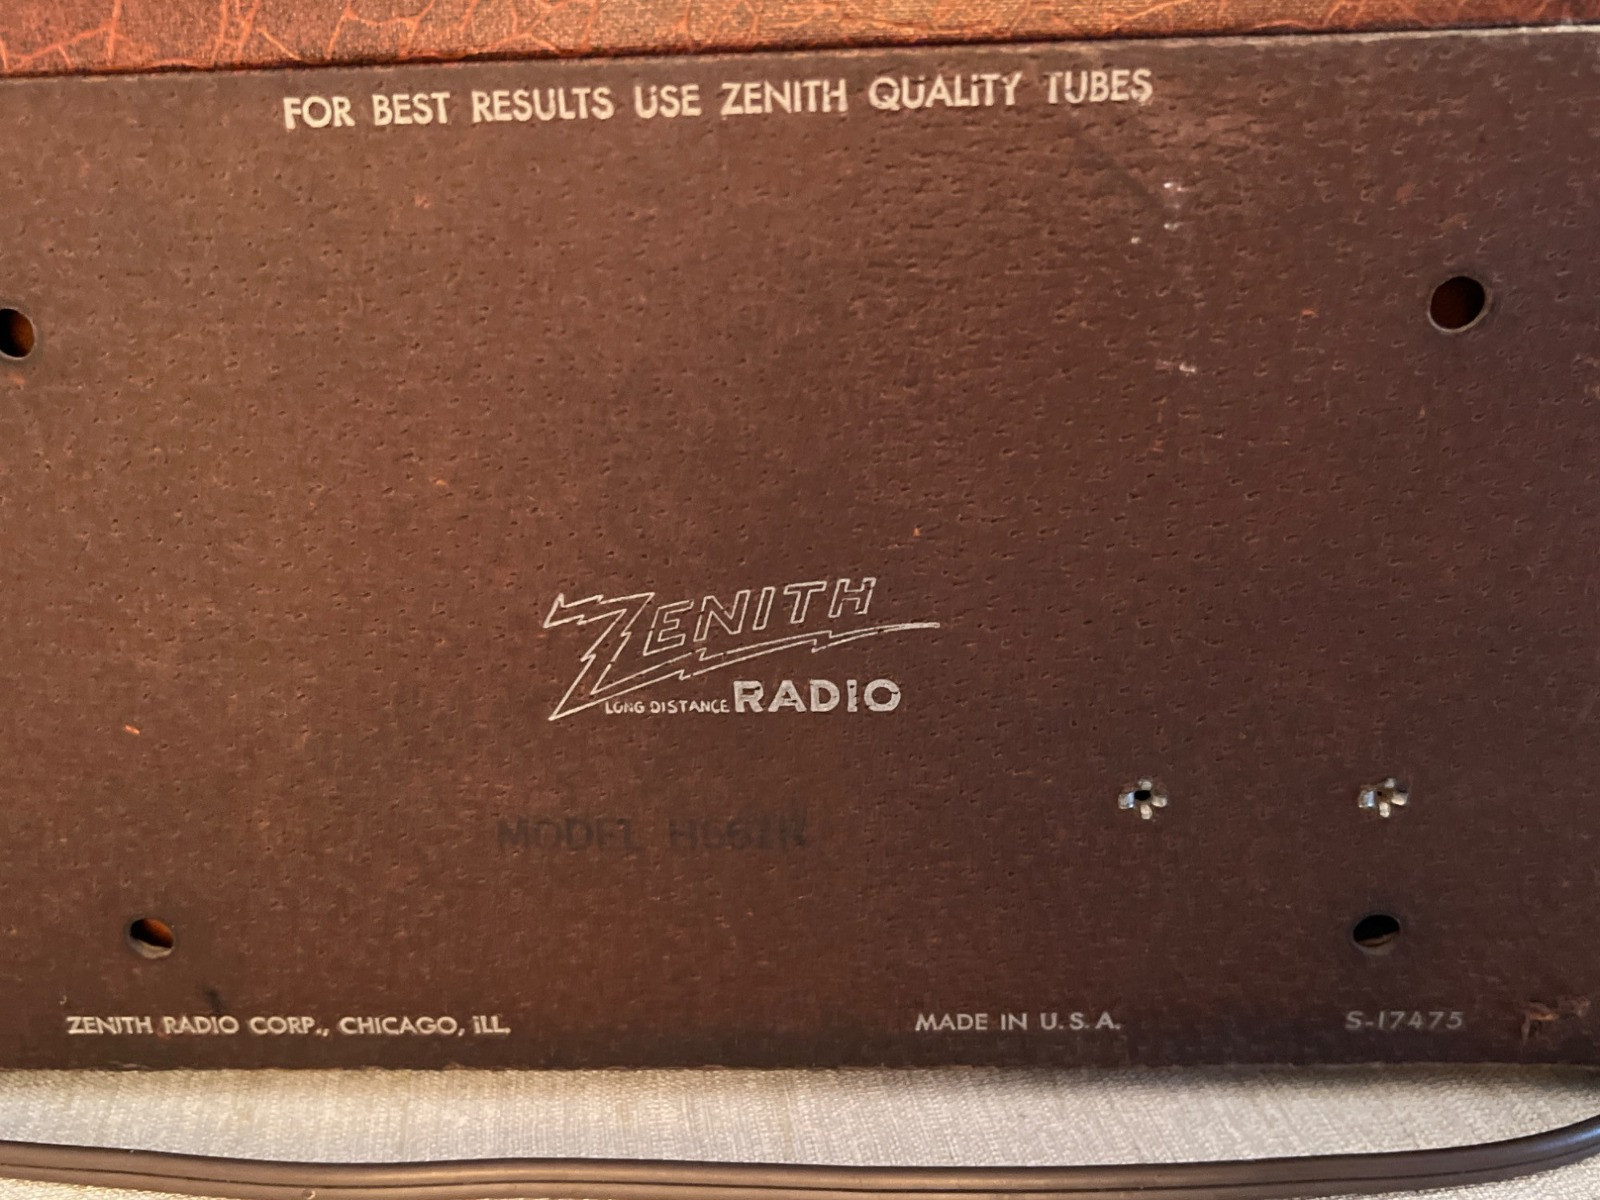 FOR BEST RESULTS USE ZENITH QUALITY TUBES
ZENITH
LONG DISTANCE RADIO
MODEL
ZENITH RADIO CORP., CHICAGO, ILL.
MADE IN U.S.A.
S-17475